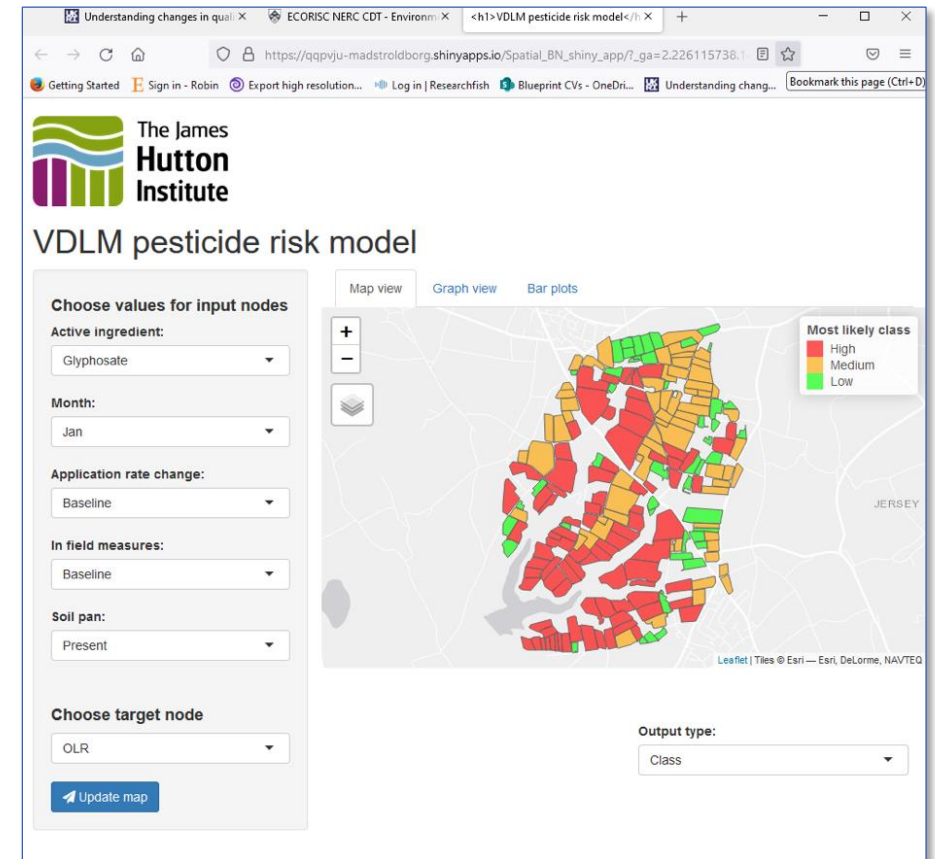 Understanding changes in quali
ECORISC NERC CDT - Environm
<h1>VDLM pesticide risk model</h
https://qqpvju-madstroldborg.shinyapps.io/Spatial_BN_shiny_app/?_ga=2.226115738.1
Getting Started
Sign in - Robin
Export high resolution...
Log in | Researchfish
Blueprint CVs - OneDri...
Understanding chang...
Bookmark this page (Ctrl+D)
The James
Hutton
Institute
VDLM pesticide risk model
Choose values for input nodes
Active ingredient:
Glyphosate
Month:
Jan
Application rate change:
Baseline
In field measures:
Baseline
Soil pan:
Present
Choose target node
OLR
Update map
Map view
Graph view
Bar plots
+
−
Most likely class
High
Medium
Low
JERSEY
Leaflet | Tiles © Esri — Esri, DeLorme, NAVTEQ
Output type:
Class